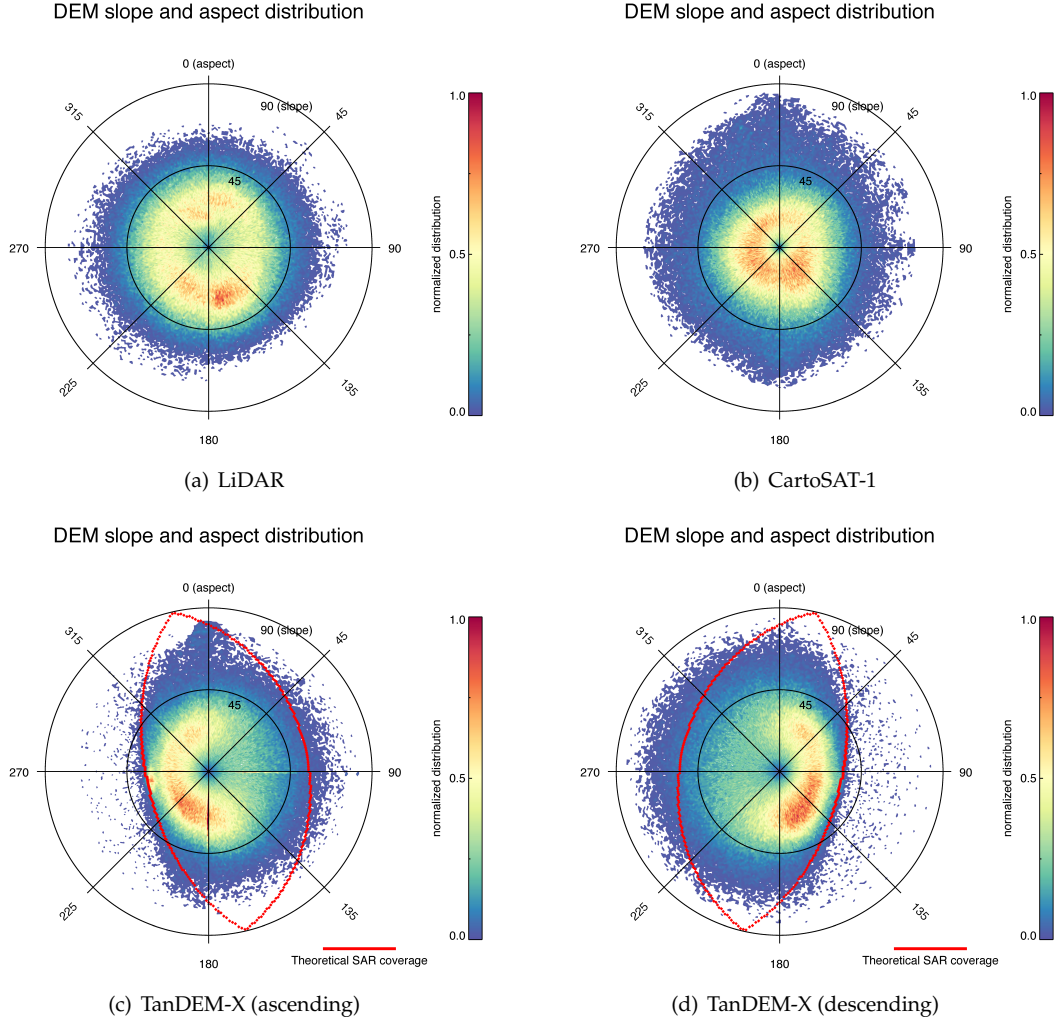 DEM slope and aspect distribution
0 (aspect)
90 (slope)
45
45
90
135
180
225
270
315
1.0
0.5
0.0
normalized distribution
(a) LiDAR
DEM slope and aspect distribution
0 (aspect)
90 (slope)
45
45
90
135
180
225
270
315
1.0
0.5
0.0
normalized distribution
(b) CartoSAT-1
DEM slope and aspect distribution
0 (aspect)
90 (slope)
45
45
90
135
180
225
270
315
1.0
0.5
0.0
normalized distribution
Theoretical SAR coverage
(c) TanDEM-X (ascending)
DEM slope and aspect distribution
0 (aspect)
90 (slope)
45
45
90
135
180
225
270
315
1.0
0.5
0.0
normalized distribution
Theoretical SAR coverage
(d) TanDEM-X (descending)